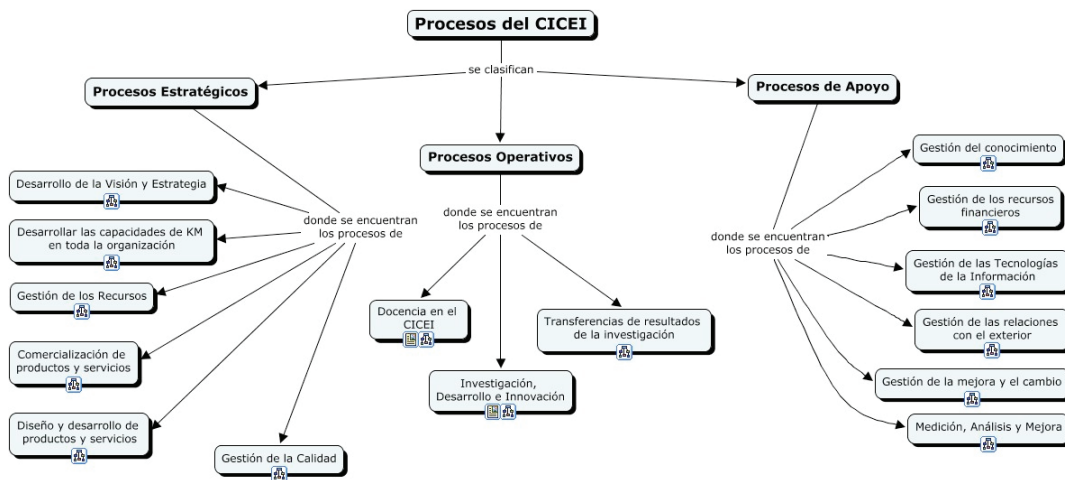 Procesos del CICEI
se clasifican
Procesos Estratégicos
donde se encuentran
los procesos de
Desarrollo de la Visión y Estrategia
Desarrollar las capacidades de KM
en toda la organización
Gestión de los Recursos
Comercialización de
productos y servicios
Diseño y desarrollo de
productos y servicios
Gestión de la Calidad
Procesos Operativos
donde se encuentran
los procesos de
Docencia en el
CICEI
Investigación,
Desarrollo e Innovación
Transferencias de resultados
de la investigación
Procesos de Apoyo
donde se encuentran
los procesos de
Gestión del conocimiento
Gestión de los recursos
financieros
Gestión de las Tecnologías
de la Información
Gestión de las relaciones
con el exterior
Gestión de la mejora y el cambio
Medición, Análisis y Mejora